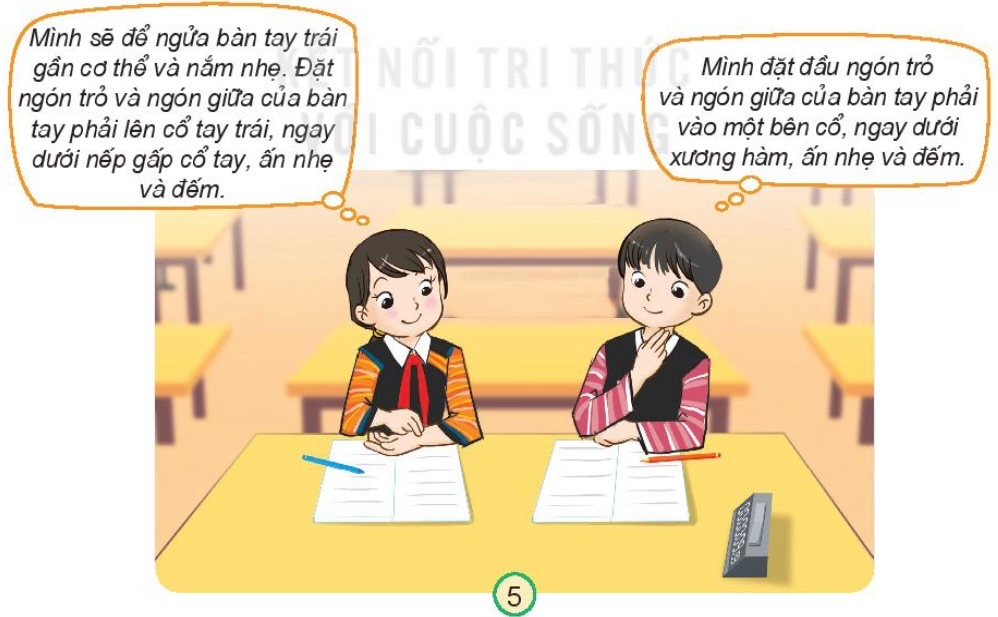 Mình sẽ để ngửa bàn tay trái
gần cơ thể và nắm nhẹ. Đặt
ngón trỏ và ngón giữa của bàn
tay phải lên cổ tay trái, ngay
dưới nếp gấp cổ tay, ấn nhẹ
và đếm.
KẾT NỐI TRI THỨC
VỚI CUỘC SỐNG
Mình đặt đầu ngón trỏ
và ngón giữa của bàn tay phải
vào một bên cổ, ngay dưới
xương hàm, ấn nhẹ và đếm.
5